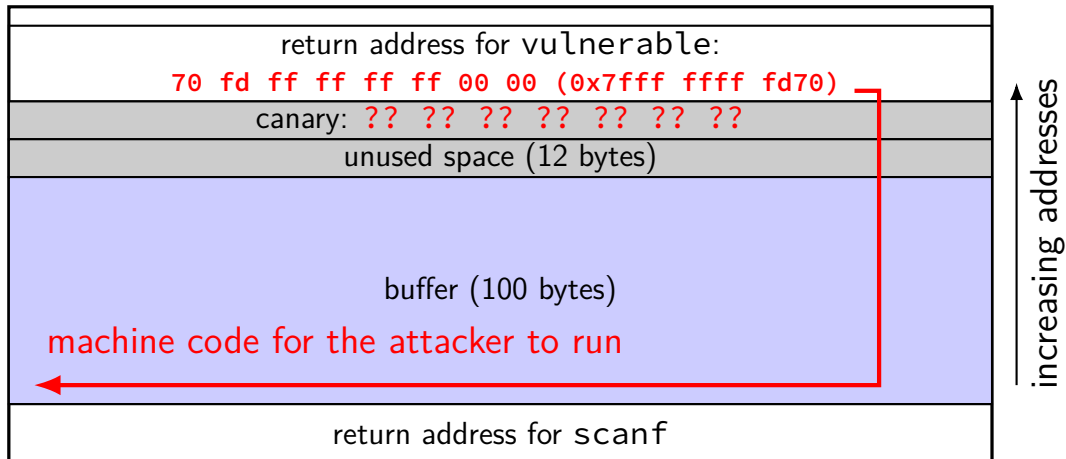 return address for vulnerable:
70 fd ff ff ff ff 00 00 (0x7fff ffff fd70)
canary: ?? ?? ?? ?? ?? ?? ??
unused space (12 bytes)
buffer (100 bytes)
machine code for the attacker to run
return address for scanf
increasing addresses